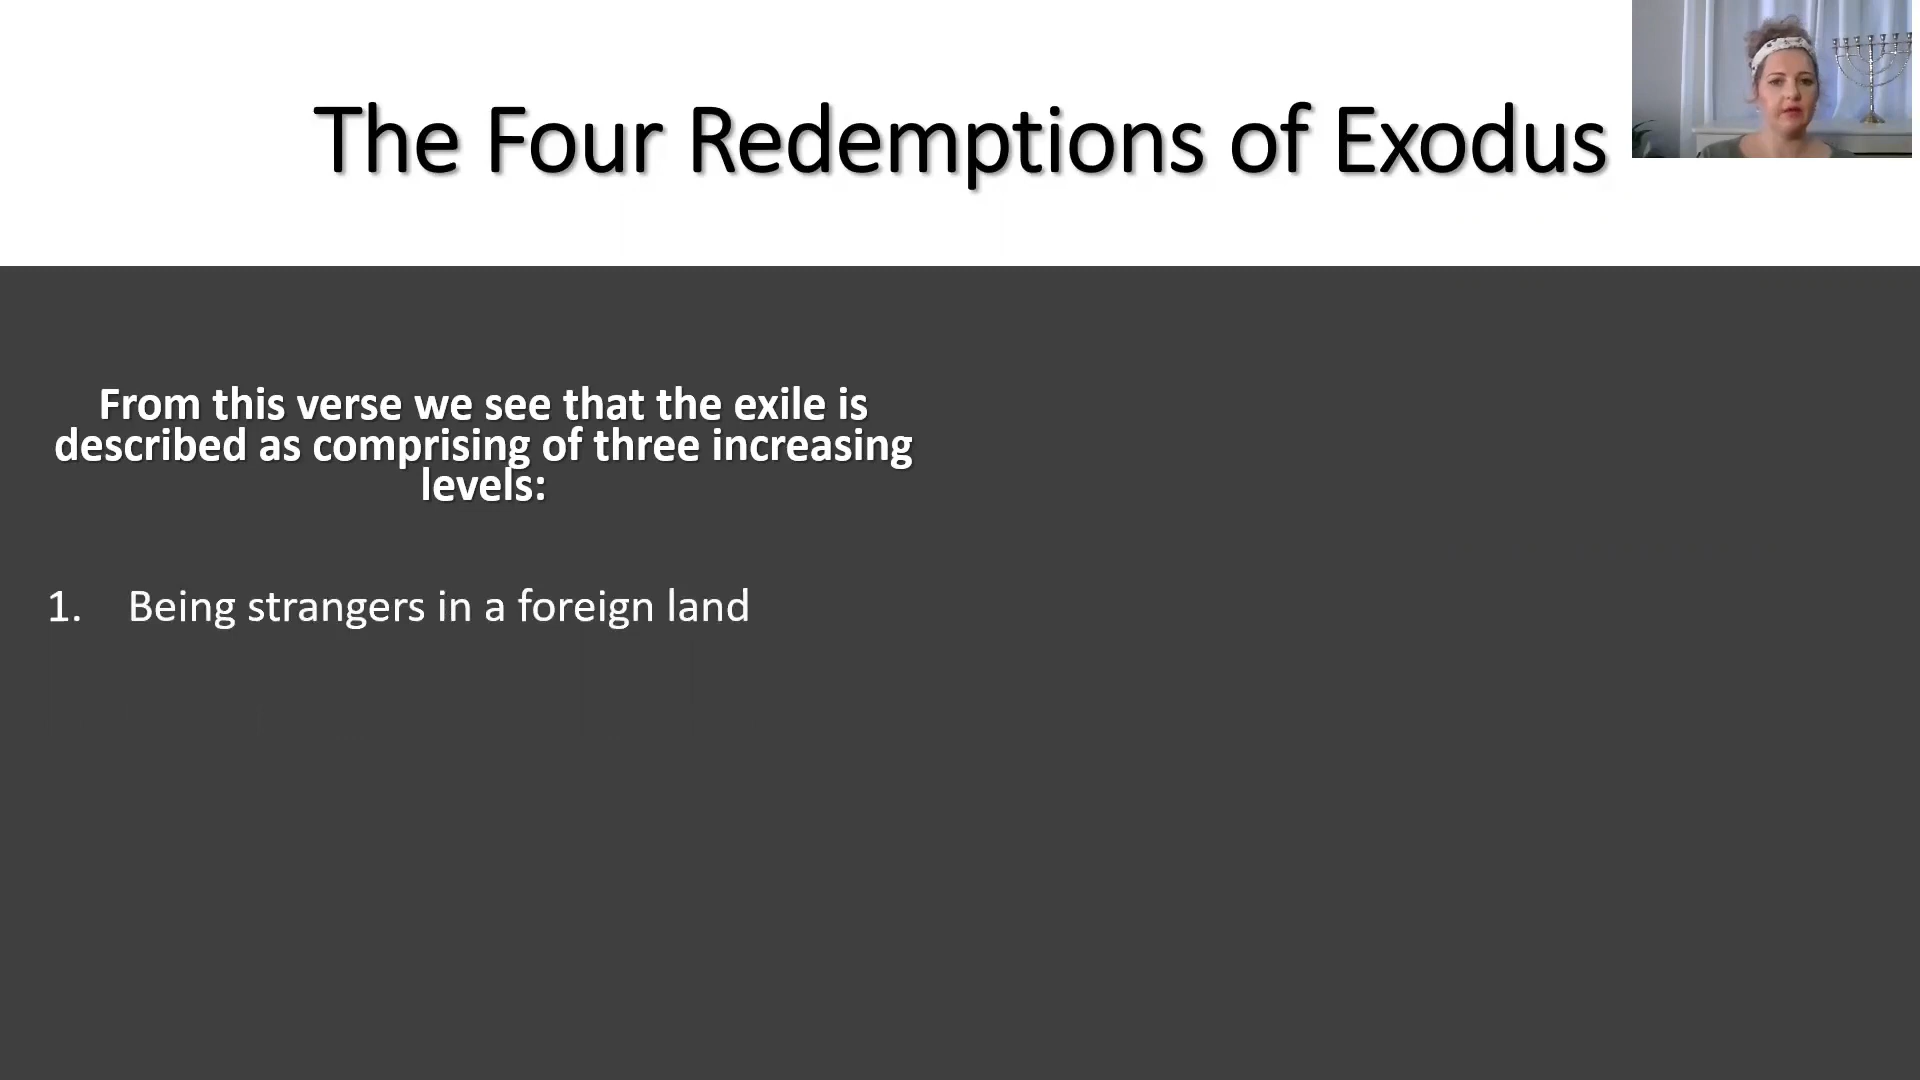 The Four Redemptions of Exodus
From this verse we see that the exile is
described as comprising of three increasing
levels:
1. Being strangers in a foreign land